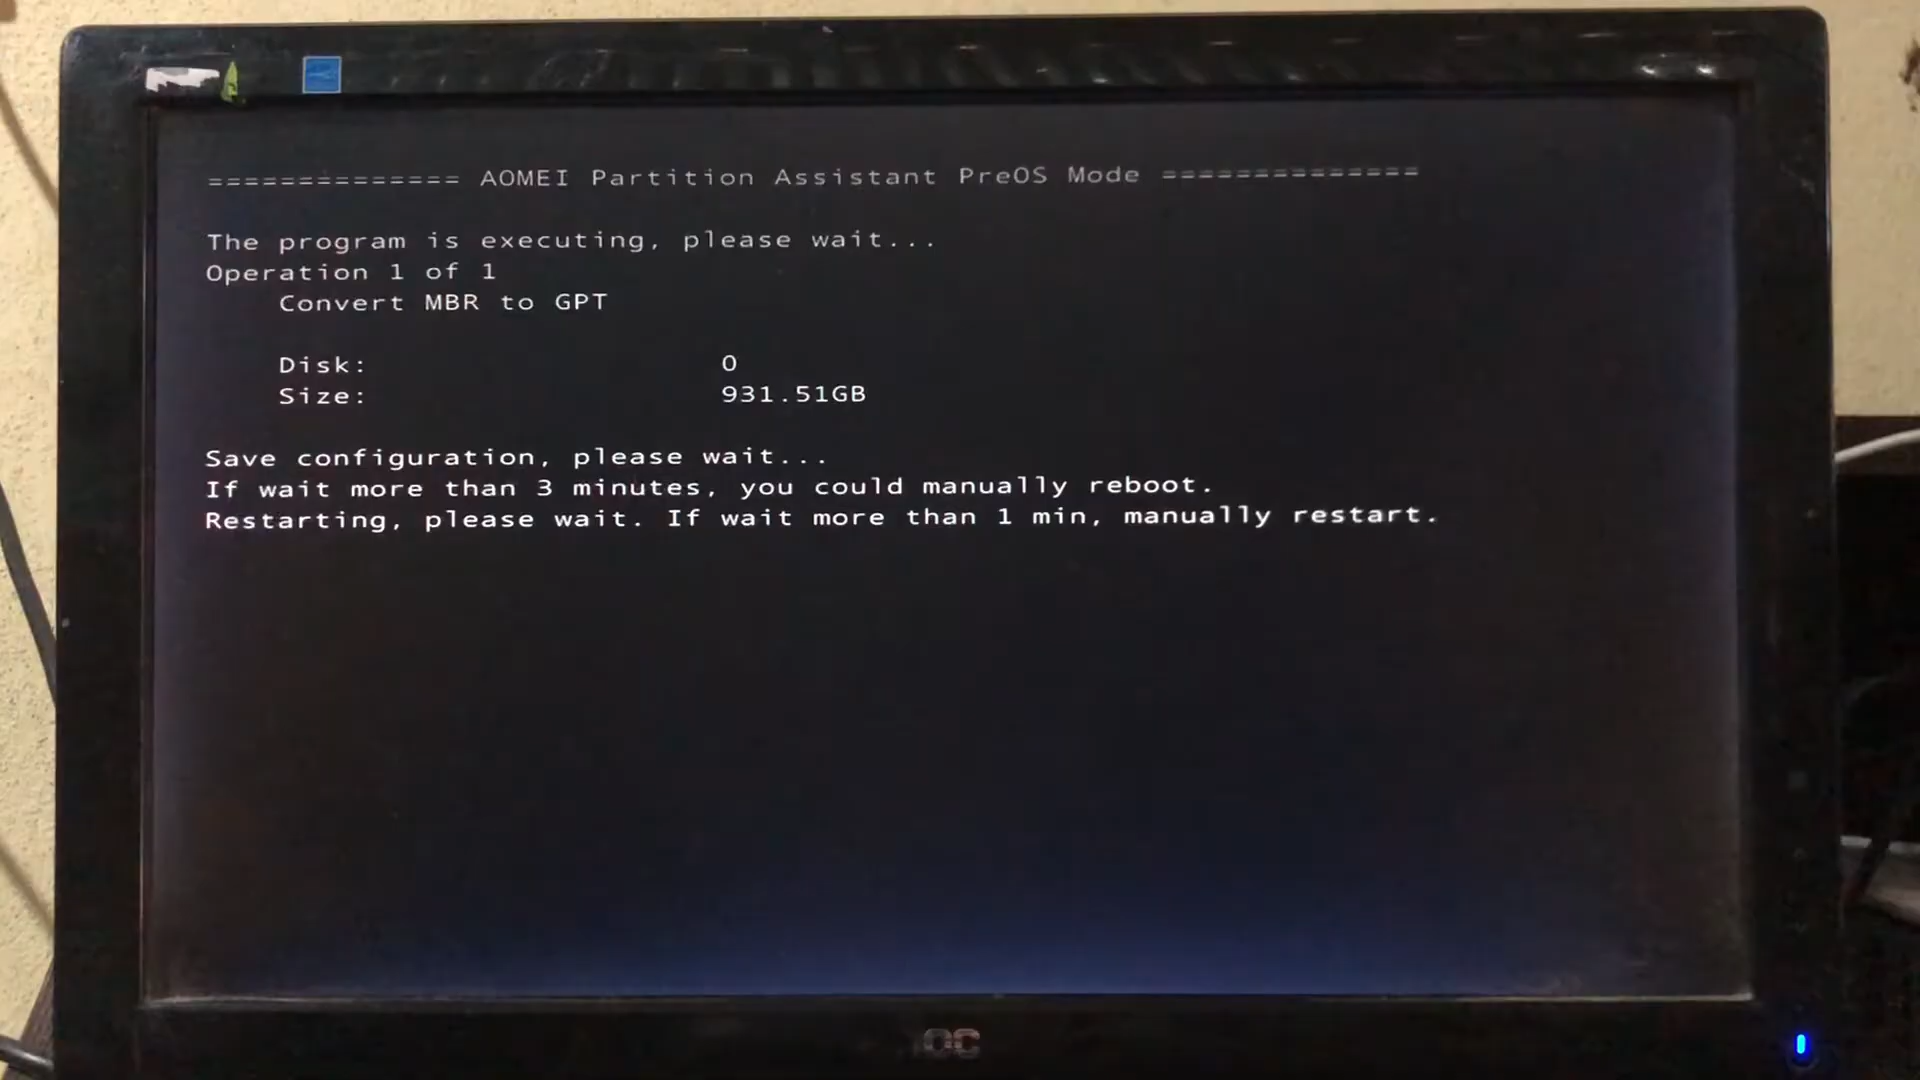 ============== AOMEI Partition Assistant PreOS Mode ==============
The program is executing, please wait...
Operation 1 of 1
Convert MBR to GPT
Disk: 0
Size: 931.51GB
Save configuration, please wait...
If wait more than 3 minutes, you could manually reboot.
Restarting, please wait. If wait more than 1 min, manually restart.